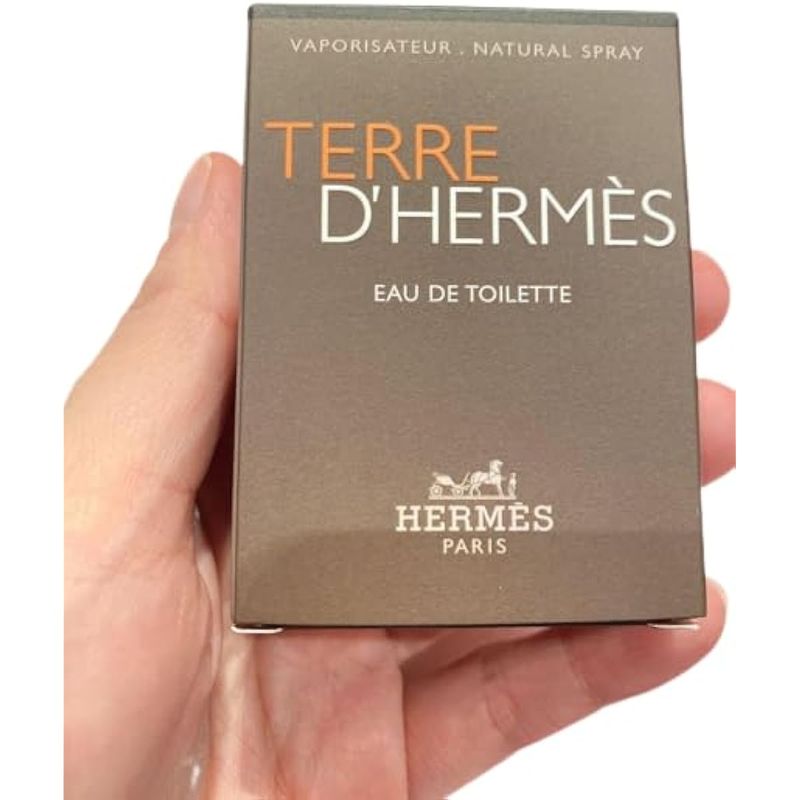 VAPORISATEUR . NATURAL SPRAY
TERRE
D'HERMÈS
EAU DE TOILETTE
HERMÈS
PARIS